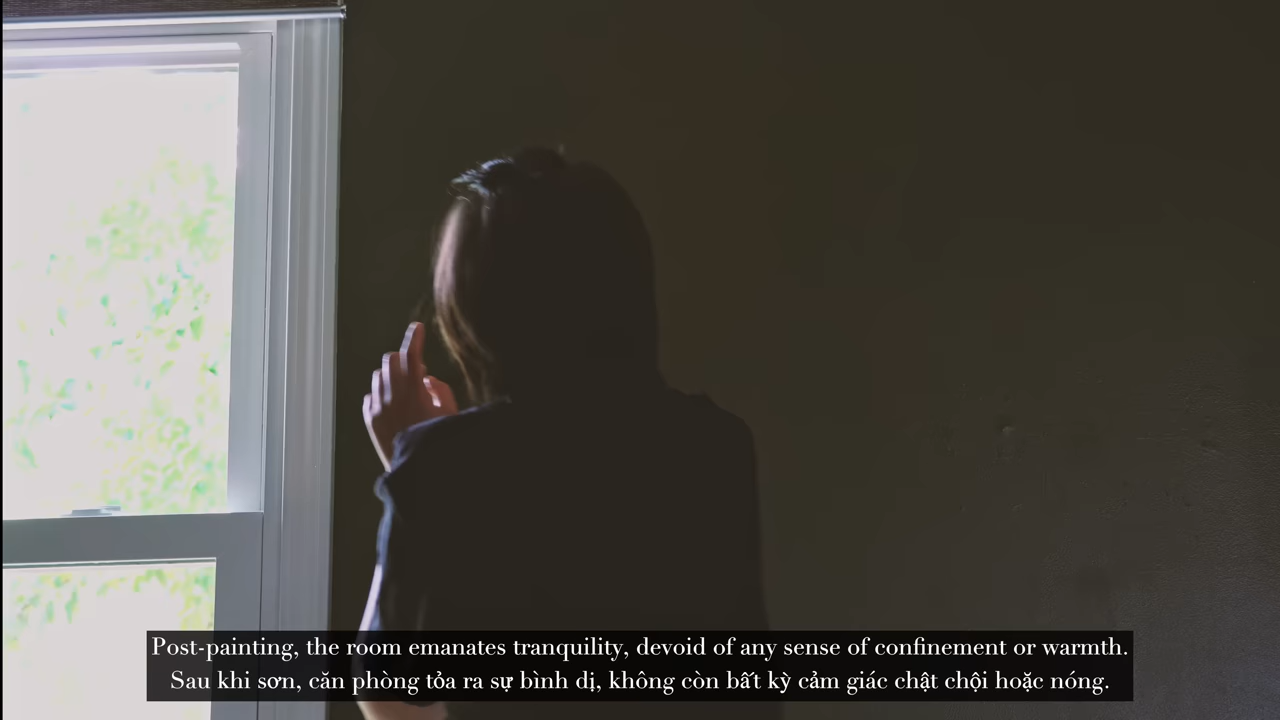 Post-painting, the room emanates tranquility, devoid of any sense of confinement or warmth.
Sau khi sơn, căn phòng tỏa ra sự bình dị, không còn bất kỳ cảm giác chật chội hoặc nóng.